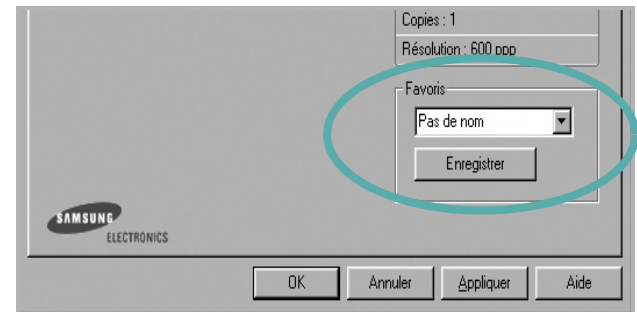 Copies : 1
Résolution : 600 ppp
Favoris
Pas de nom
Enregistrer
SAMSUNG
ELECTRONICS
OK Annuler Appliquer Aide